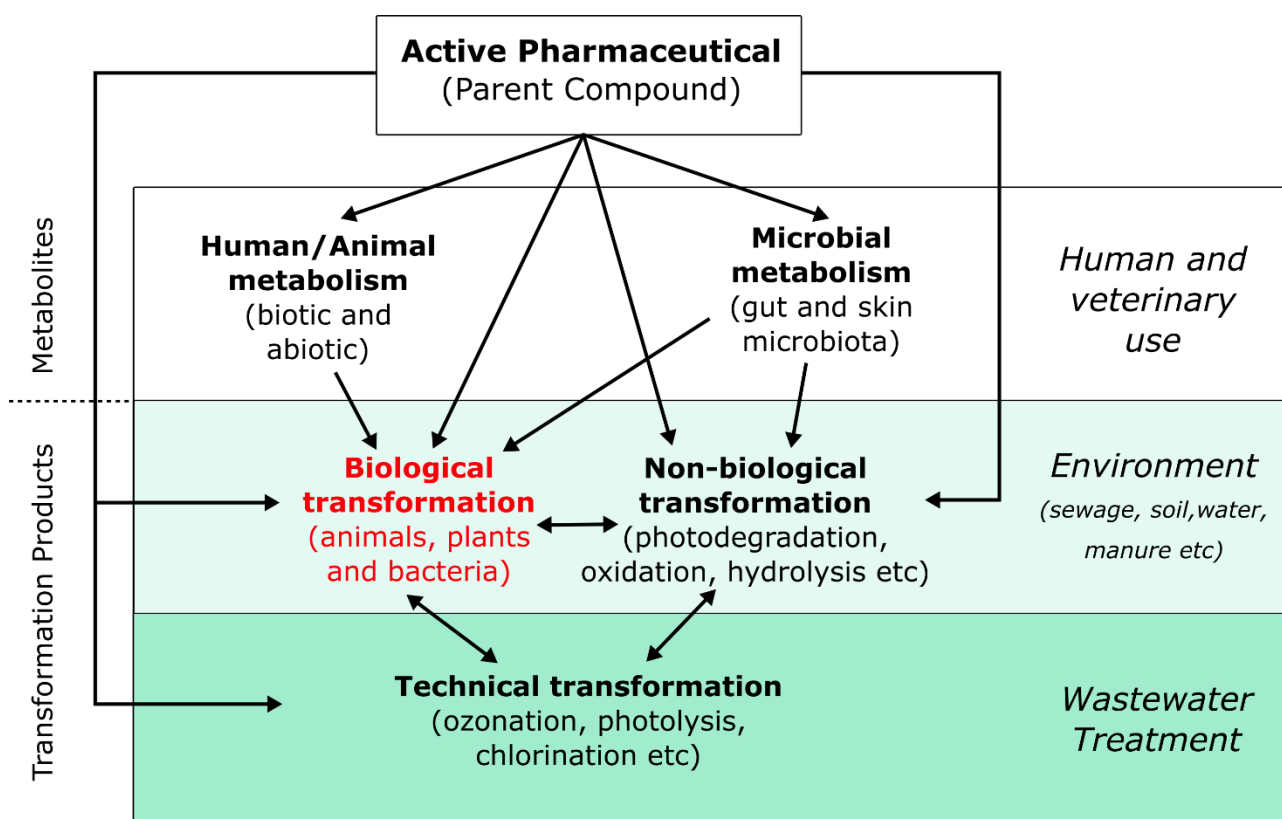 Active Pharmaceutical
(Parent Compound)
Metabolites
Human/Animal
metabolism
(biotic and
abiotic)
Microbial
metabolism
(gut and skin
microbiota)
Human and
veterinary
use
Transformation Products
Biological
transformation
(animals, plants
and bacteria)
Non-biological
transformation
(photodegradation,
oxidation, hydrolysis etc)
Environment
(sewage, soil,water,
manure etc)
Technical transformation
(ozonation, photolysis,
chlorination etc)
Wastewater
Treatment